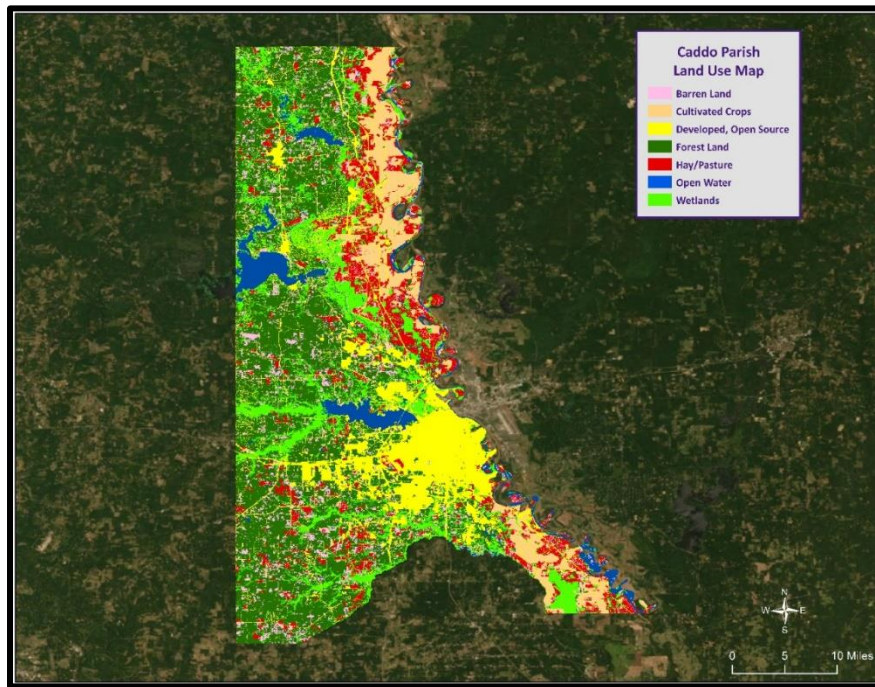 Caddo Parish
Land Use Map
Barren Land
Cultivated Crops
Developed, Open Source
Forest Land
Hay/Pasture
Open Water
Wetlands
N
W E
S
0 5 10 Miles